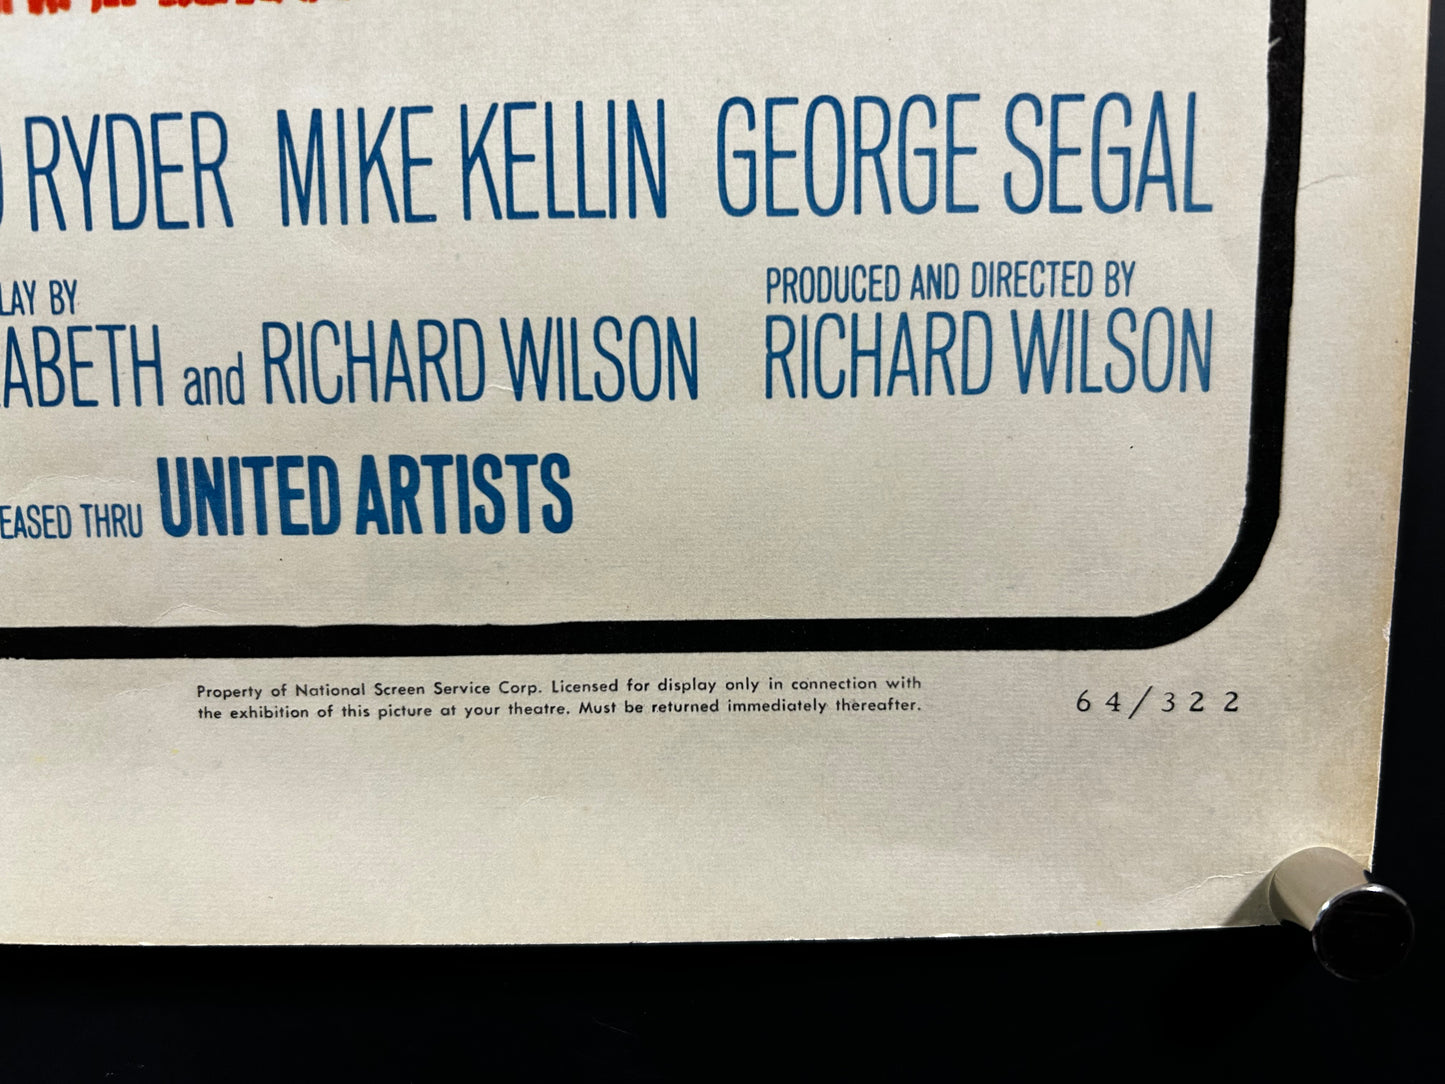 RYDER MIKE KELLIN GEORGE SEGAL
LAY BY
PRODUCED AND DIRECTED BY
ABETH and RICHARD WILSON
RICHARD WILSON
EASED THRU UNITED ARTISTS
Property of National Screen Service Corp. Licensed for display only in connection with
the exhibition of this picture at your theatre. Must be returned immediately thereafter.
64/322